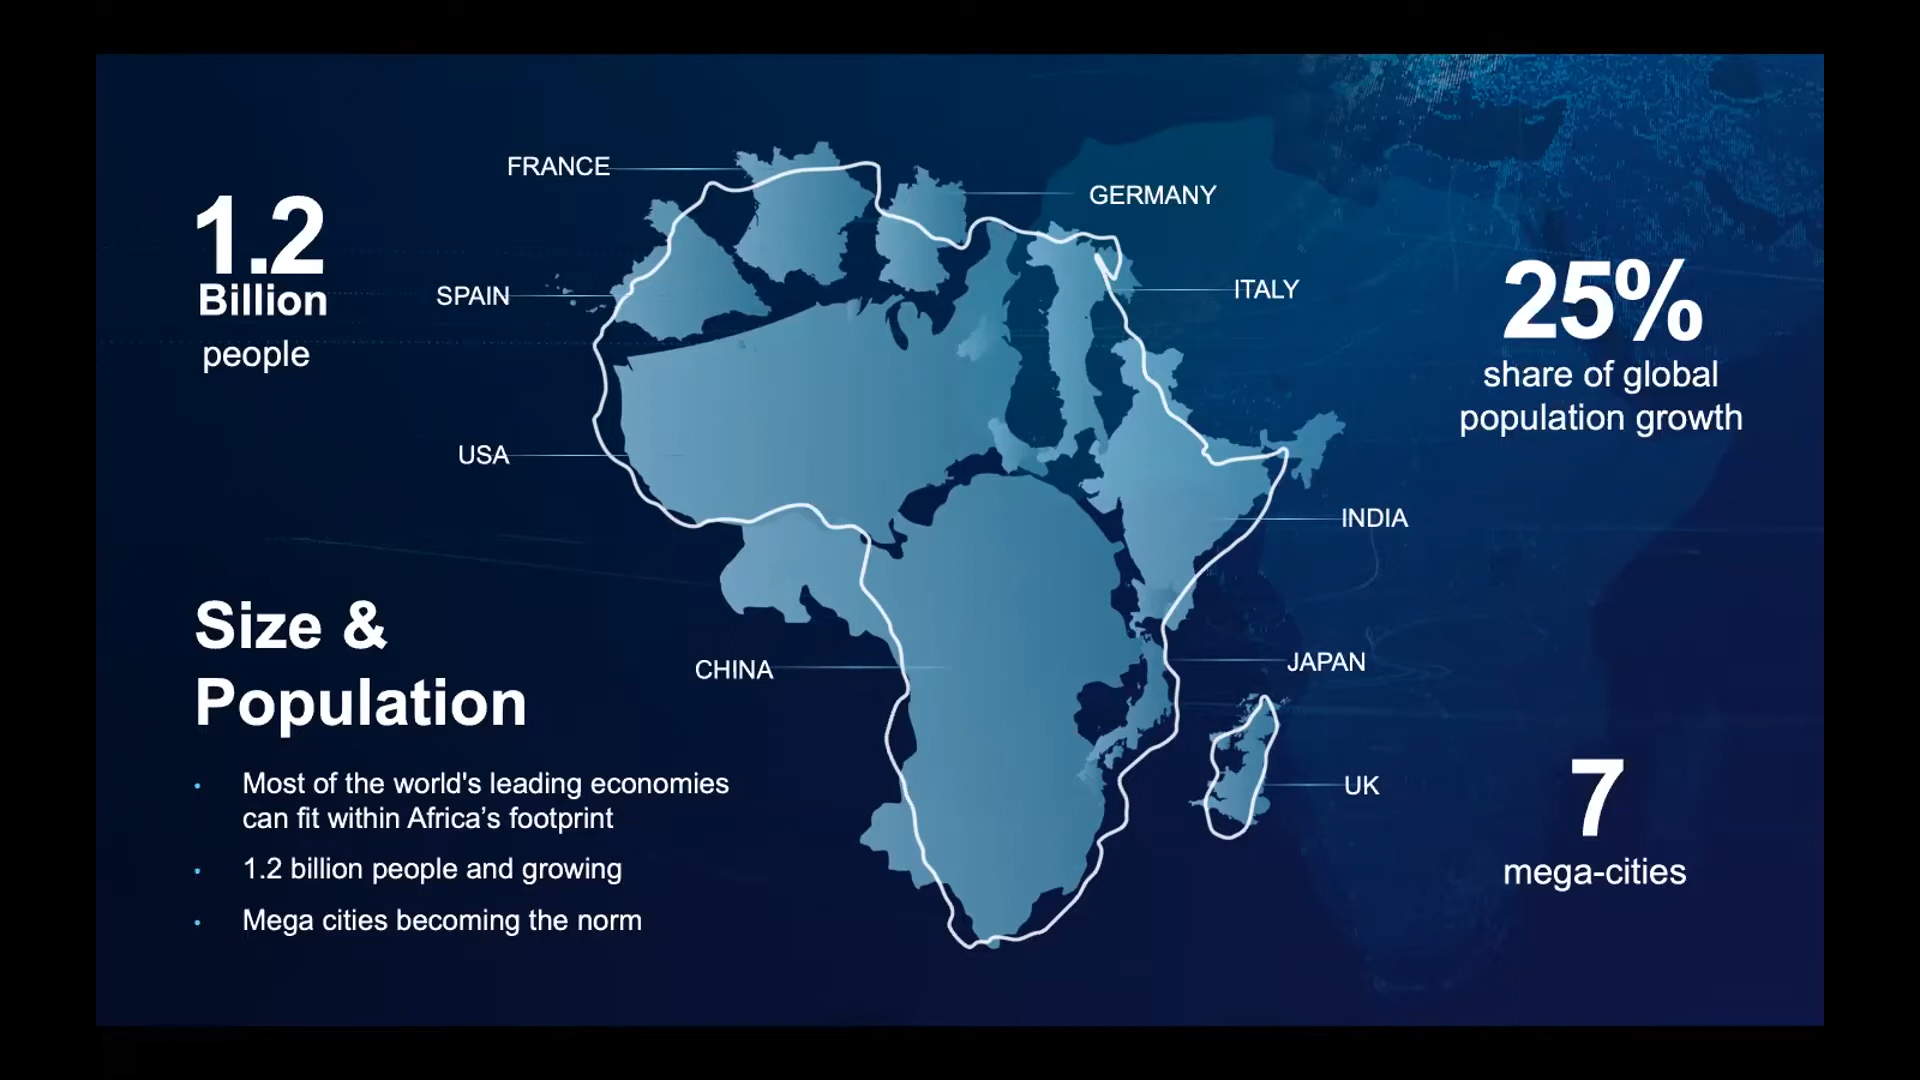 1.2
Billion
people
Size &
Population
• Most of the world's leading economies
can fit within Africa’s footprint
• 1.2 billion people and growing
• Mega cities becoming the norm
FRANCE
GERMANY
SPAIN
ITALY
USA
INDIA
CHINA
JAPAN
UK
25%
share of global
population growth
7
mega-cities